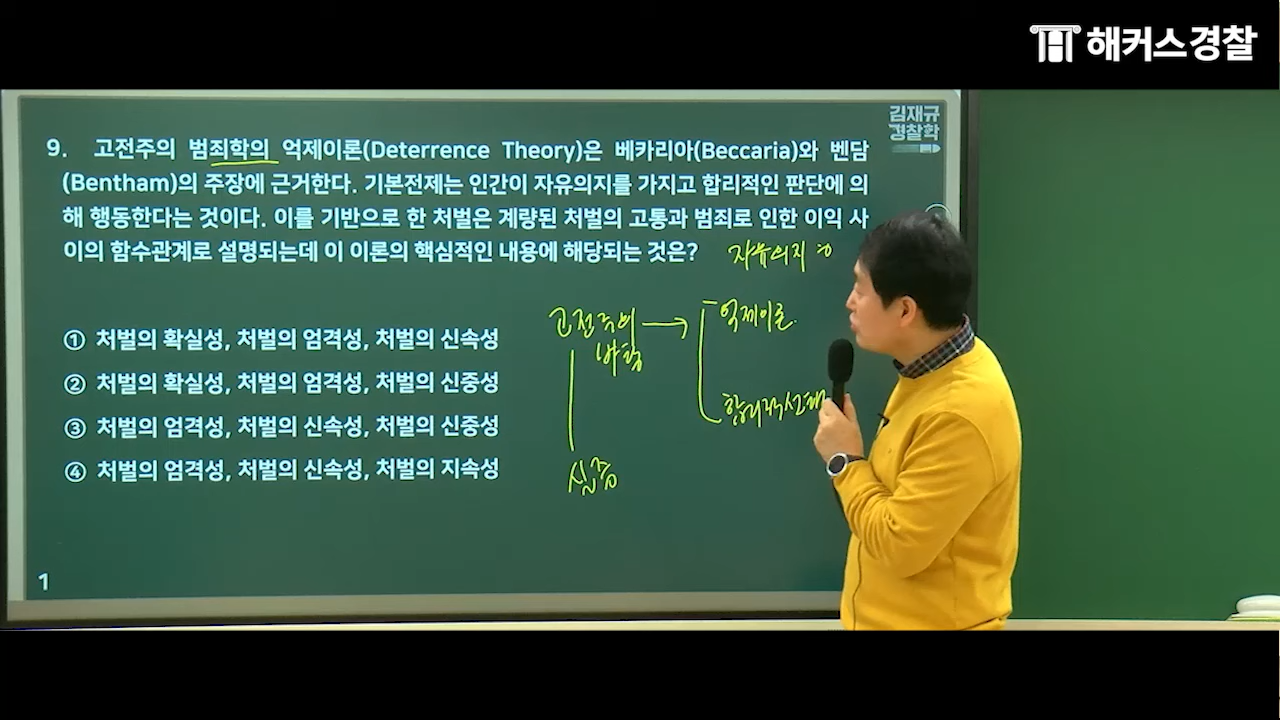 해커스경찰
김재규
경찰학
9. 고전주의 범죄학의 억제이론(Deterrence Theory)은 베카리아(Beccaria)와 벤담
(Bentham)의 주장에 근거한다. 기본전제는 인간이 자유의지를 가지고 합리적인 판단에 의
해 행동한다는 것이다. 이를 기반으로 한 처벌은 계량된 처벌의 고통과 범죄로 인한 이익 사
이의 함수관계로 설명되는데 이 이론의 핵심적인 내용에 해당되는 것은?
자유의지 有
① 처벌의 확실성, 처벌의 엄격성, 처벌의 신속성
② 처벌의 확실성, 처벌의 엄격성, 처벌의 신중성
③ 처벌의 엄격성, 처벌의 신속성, 처벌의 신중성
④ 처벌의 엄격성, 처벌의 신속성, 처벌의 지속성
고전주의 → 억제이론
합리적선택
실증
1